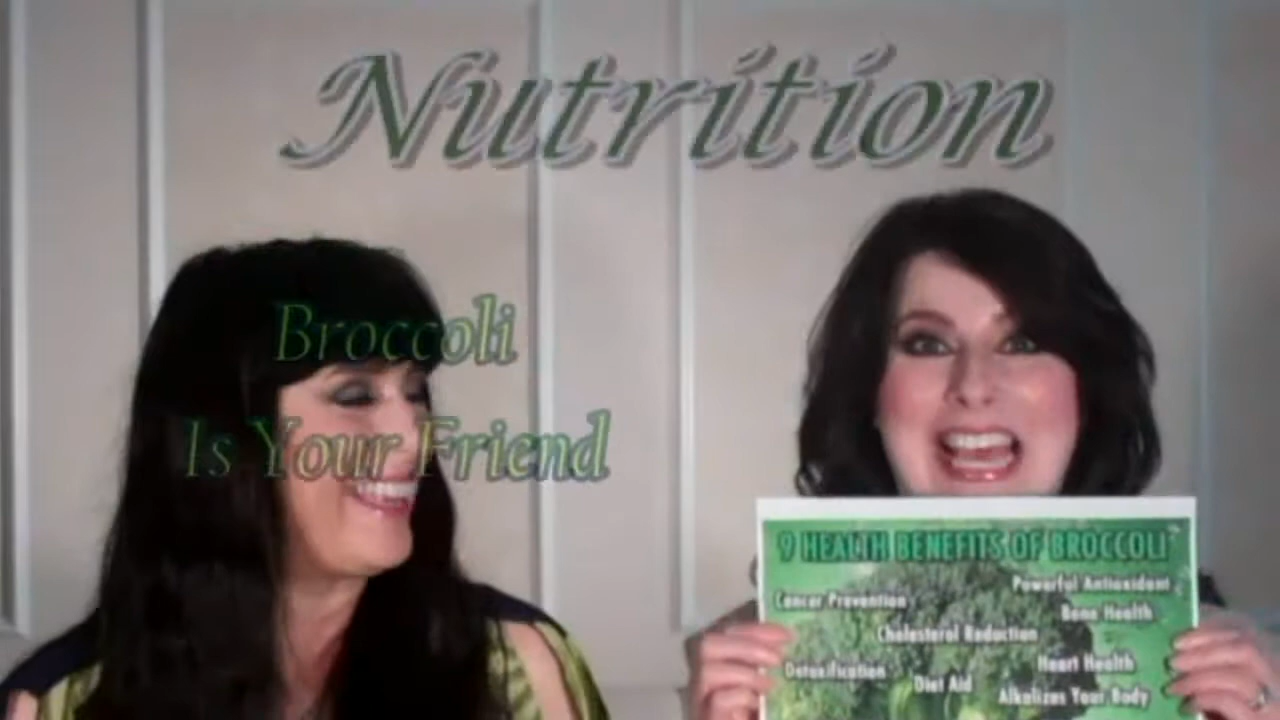 Nutrition
Broccoli
Is Your Friend
9 HEALTH BENEFITS OF BROCCOLI
Powerful Antioxidant
Cancer Prevention
Bone Health
Cholesterol Reduction
Heart Health
Detoxification
Diet Aid
Alkalizes Your Body